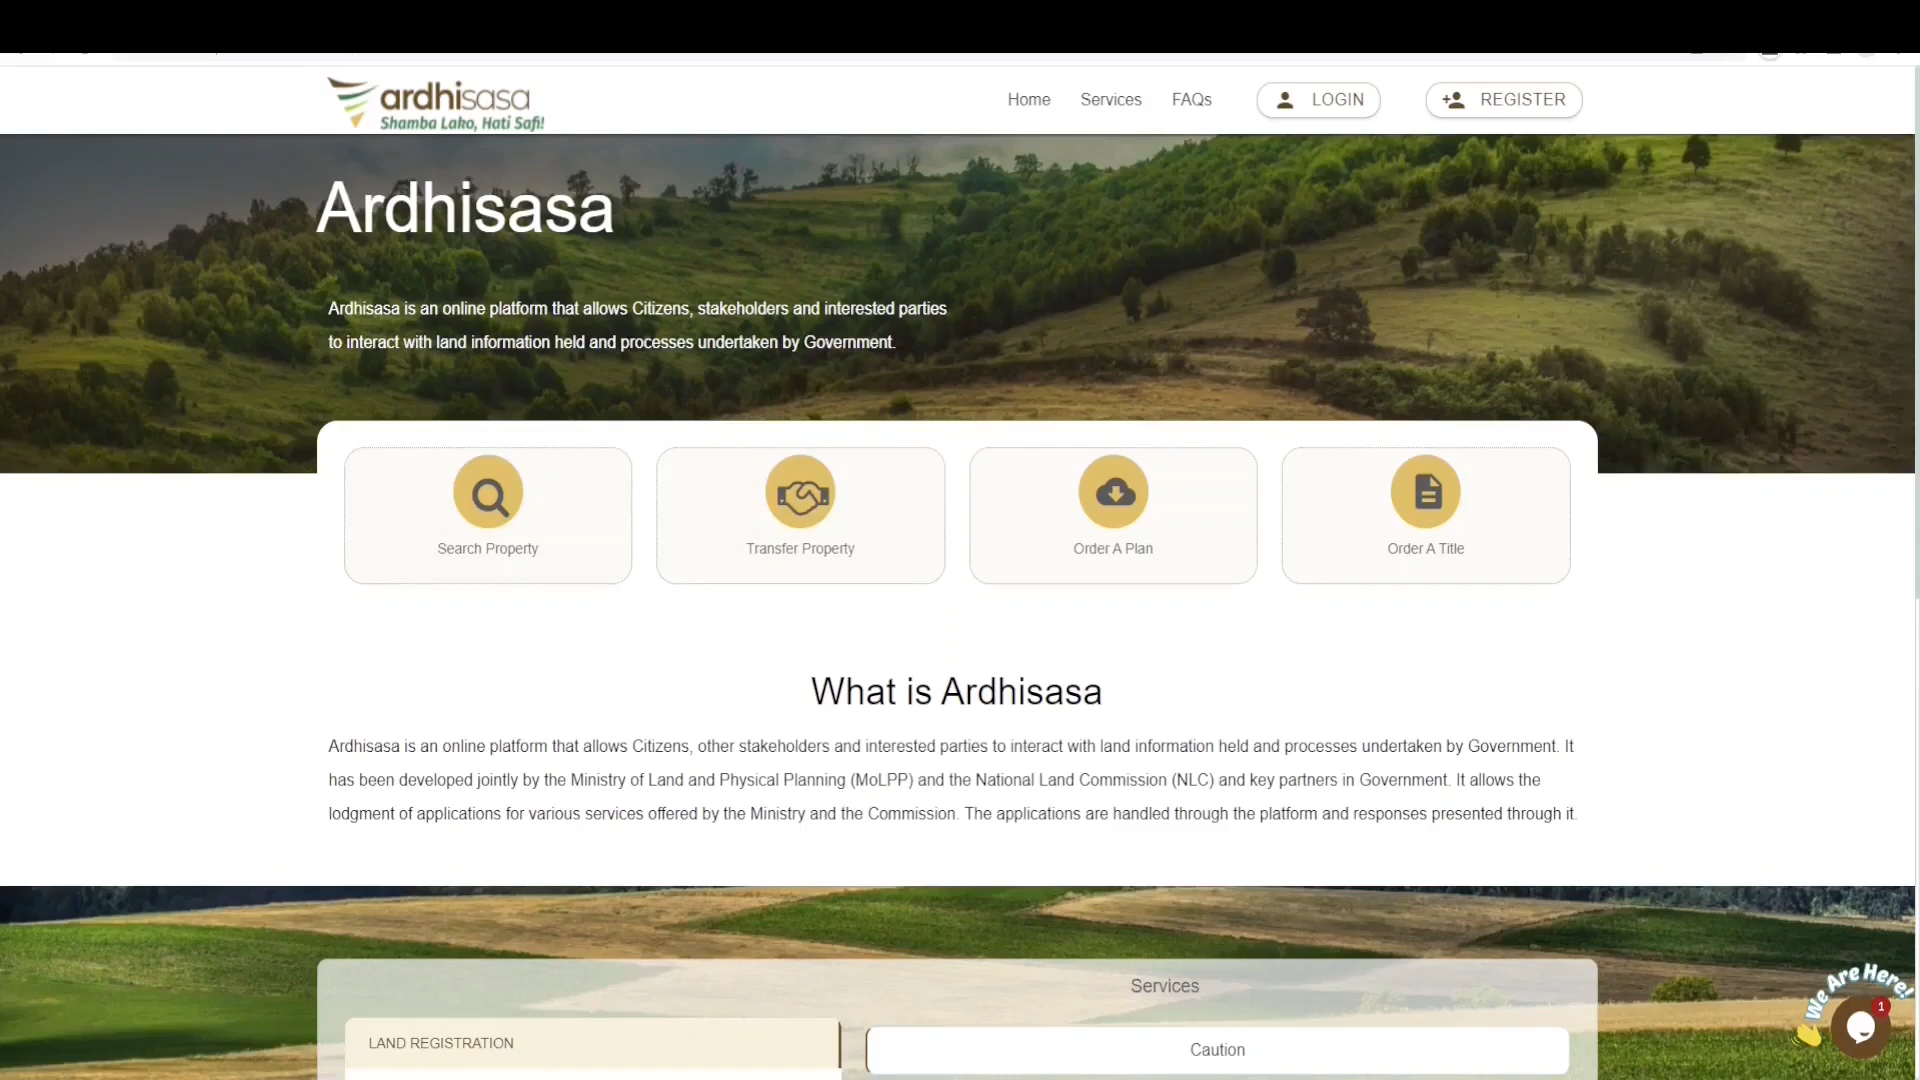 ardhisasa
Shamba Lako, Hati Safi!
Home
Services
FAQs
LOGIN
REGISTER
Ardhisasa
Ardhisasa is an online platform that allows Citizens, stakeholders and interested parties
to interact with land information held and processes undertaken by Government.
Search Property
Transfer Property
Order A Plan
Order A Title
What is Ardhisasa
Ardhisasa is an online platform that allows Citizens, other stakeholders and interested parties to interact with land information held and processes undertaken by Government. It
has been developed jointly by the Ministry of Land and Physical Planning (MoLPP) and the National Land Commission (NLC) and key partners in Government. It allows the
lodgment of applications for various services offered by the Ministry and the Commission. The applications are handled through the platform and responses presented through it.
Services
LAND REGISTRATION
Caution
We Are Here!
1